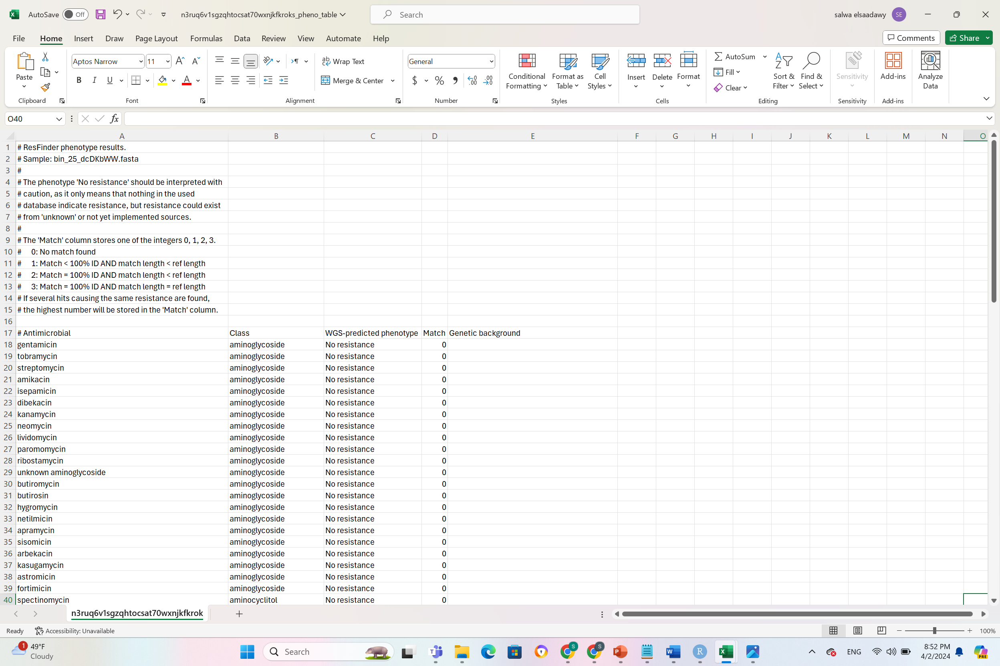 AutoSave Off n3ruq6v1sgzqhtocsat70wxnjkfkroks_pheno_table Search salwa elsaadawy SE
File Home Insert Draw Page Layout Formulas Data Review View Automate Help Comments Share
Paste Aptos Narrow 11 Wrap Text General Conditional Formatting Format as Table Cell Styles Insert Delete Format AutoSum Fill Clear Sort & Filter Find & Select Sensitivity Add-ins Analyze Data
B I U A Merge & Center $ %
Clipboard Font Alignment Number Styles Cells Editing Sensitivity Add-ins
O40 fx
A B C D E F G H I J K L M N O
1 # ResFinder phenotype results.
2 # Sample: bin_25_dcDKbWW.fasta
3 #
4 # The phenotype 'No resistance' should be interpreted with
5 # caution, as it only means that nothing in the used
6 # database indicate resistance, but resistance could exist
7 # from 'unknown' or not yet implemented sources.
8 #
9 # The 'Match' column stores one of the integers 0, 1, 2, 3.
10 # 0: No match found
11 # 1: Match < 100% ID AND match length < ref length
12 # 2: Match = 100% ID AND match length < ref length
13 # 3: Match = 100% ID AND match length = ref length
14 # If several hits causing the same resistance are found,
15 # the highest number will be stored in the 'Match' column.
16
17 # Antimicrobial Class WGS-predicted phenotype Match Genetic background
18 gentamicin aminoglycoside No resistance 0
19 tobramycin aminoglycoside No resistance 0
20 streptomycin aminoglycoside No resistance 0
21 amikacin aminoglycoside No resistance 0
22 isepamicin aminoglycoside No resistance 0
23 dibekacin aminoglycoside No resistance 0
24 kanamycin aminoglycoside No resistance 0
25 neomycin aminoglycoside No resistance 0
26 lividomycin aminoglycoside No resistance 0
27 paromomycin aminoglycoside No resistance 0
28 ribostamycin aminoglycoside No resistance 0
29 unknown aminoglycoside aminoglycoside No resistance 0
30 butiromycin aminoglycoside No resistance 0
31 butirosin aminoglycoside No resistance 0
32 hygromycin aminoglycoside No resistance 0
33 netilmicin aminoglycoside No resistance 0
34 apramycin aminoglycoside No resistance 0
35 sisomicin aminoglycoside No resistance 0
36 arbekacin aminoglycoside No resistance 0
37 kasugamycin aminoglycoside No resistance 0
38 astromicin aminoglycoside No resistance 0
39 fortimicin aminoglycoside No resistance 0
40 spectinomycin aminocyclitol No resistance 0
n3ruq6v1sgzqhtocsat70wxnjkfkrok
Ready Accessibility: Unavailable 100%
1 49°F Search ENG 8:52 PM
Cloudy 4/2/2024